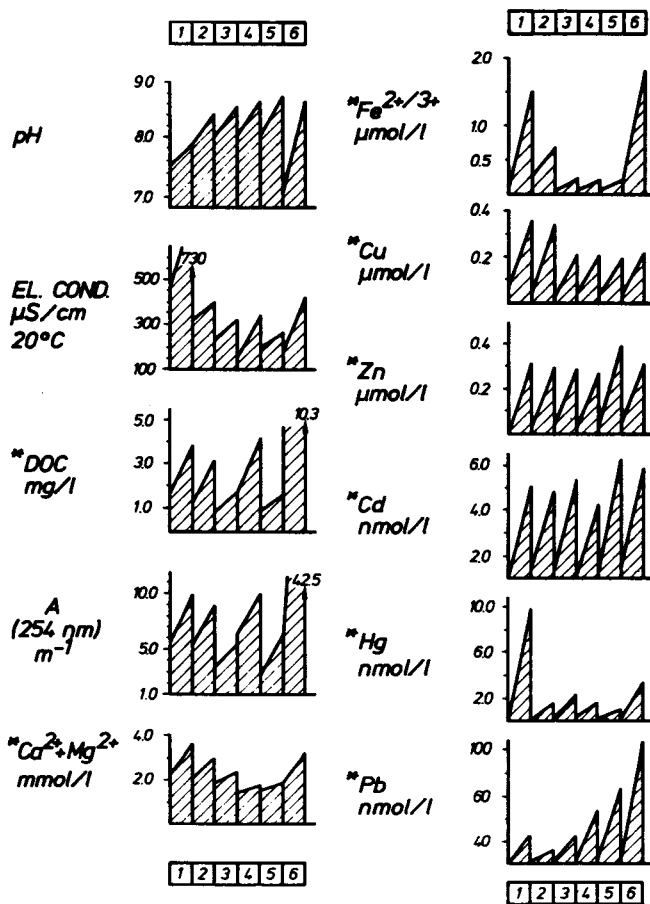 1 2 3 4 5 6
pH
9.0
8.0
7.0
EL. COND.
µS/cm
20°C
730
500
300
100
*DOC
mg/l
10.3
5.0
3.0
1.0
A
(254 nm)
m⁻¹
42.5
10.0
5.0
1.0
*Ca²⁺+Mg²⁺
mmol/l
4.0
2.0
1 2 3 4 5 6
1 2 3 4 5 6
*Fe²⁺/³⁺
µmol/l
2.0
1.0
0.5
*Cu
µmol/l
0.4
0.2
*Zn
µmol/l
0.4
0.2
*Cd
nmol/l
6.0
4.0
2.0
*Hg
nmol/l
10.0
6.0
2.0
*Pb
nmol/l
100
60
40
1 2 3 4 5 6